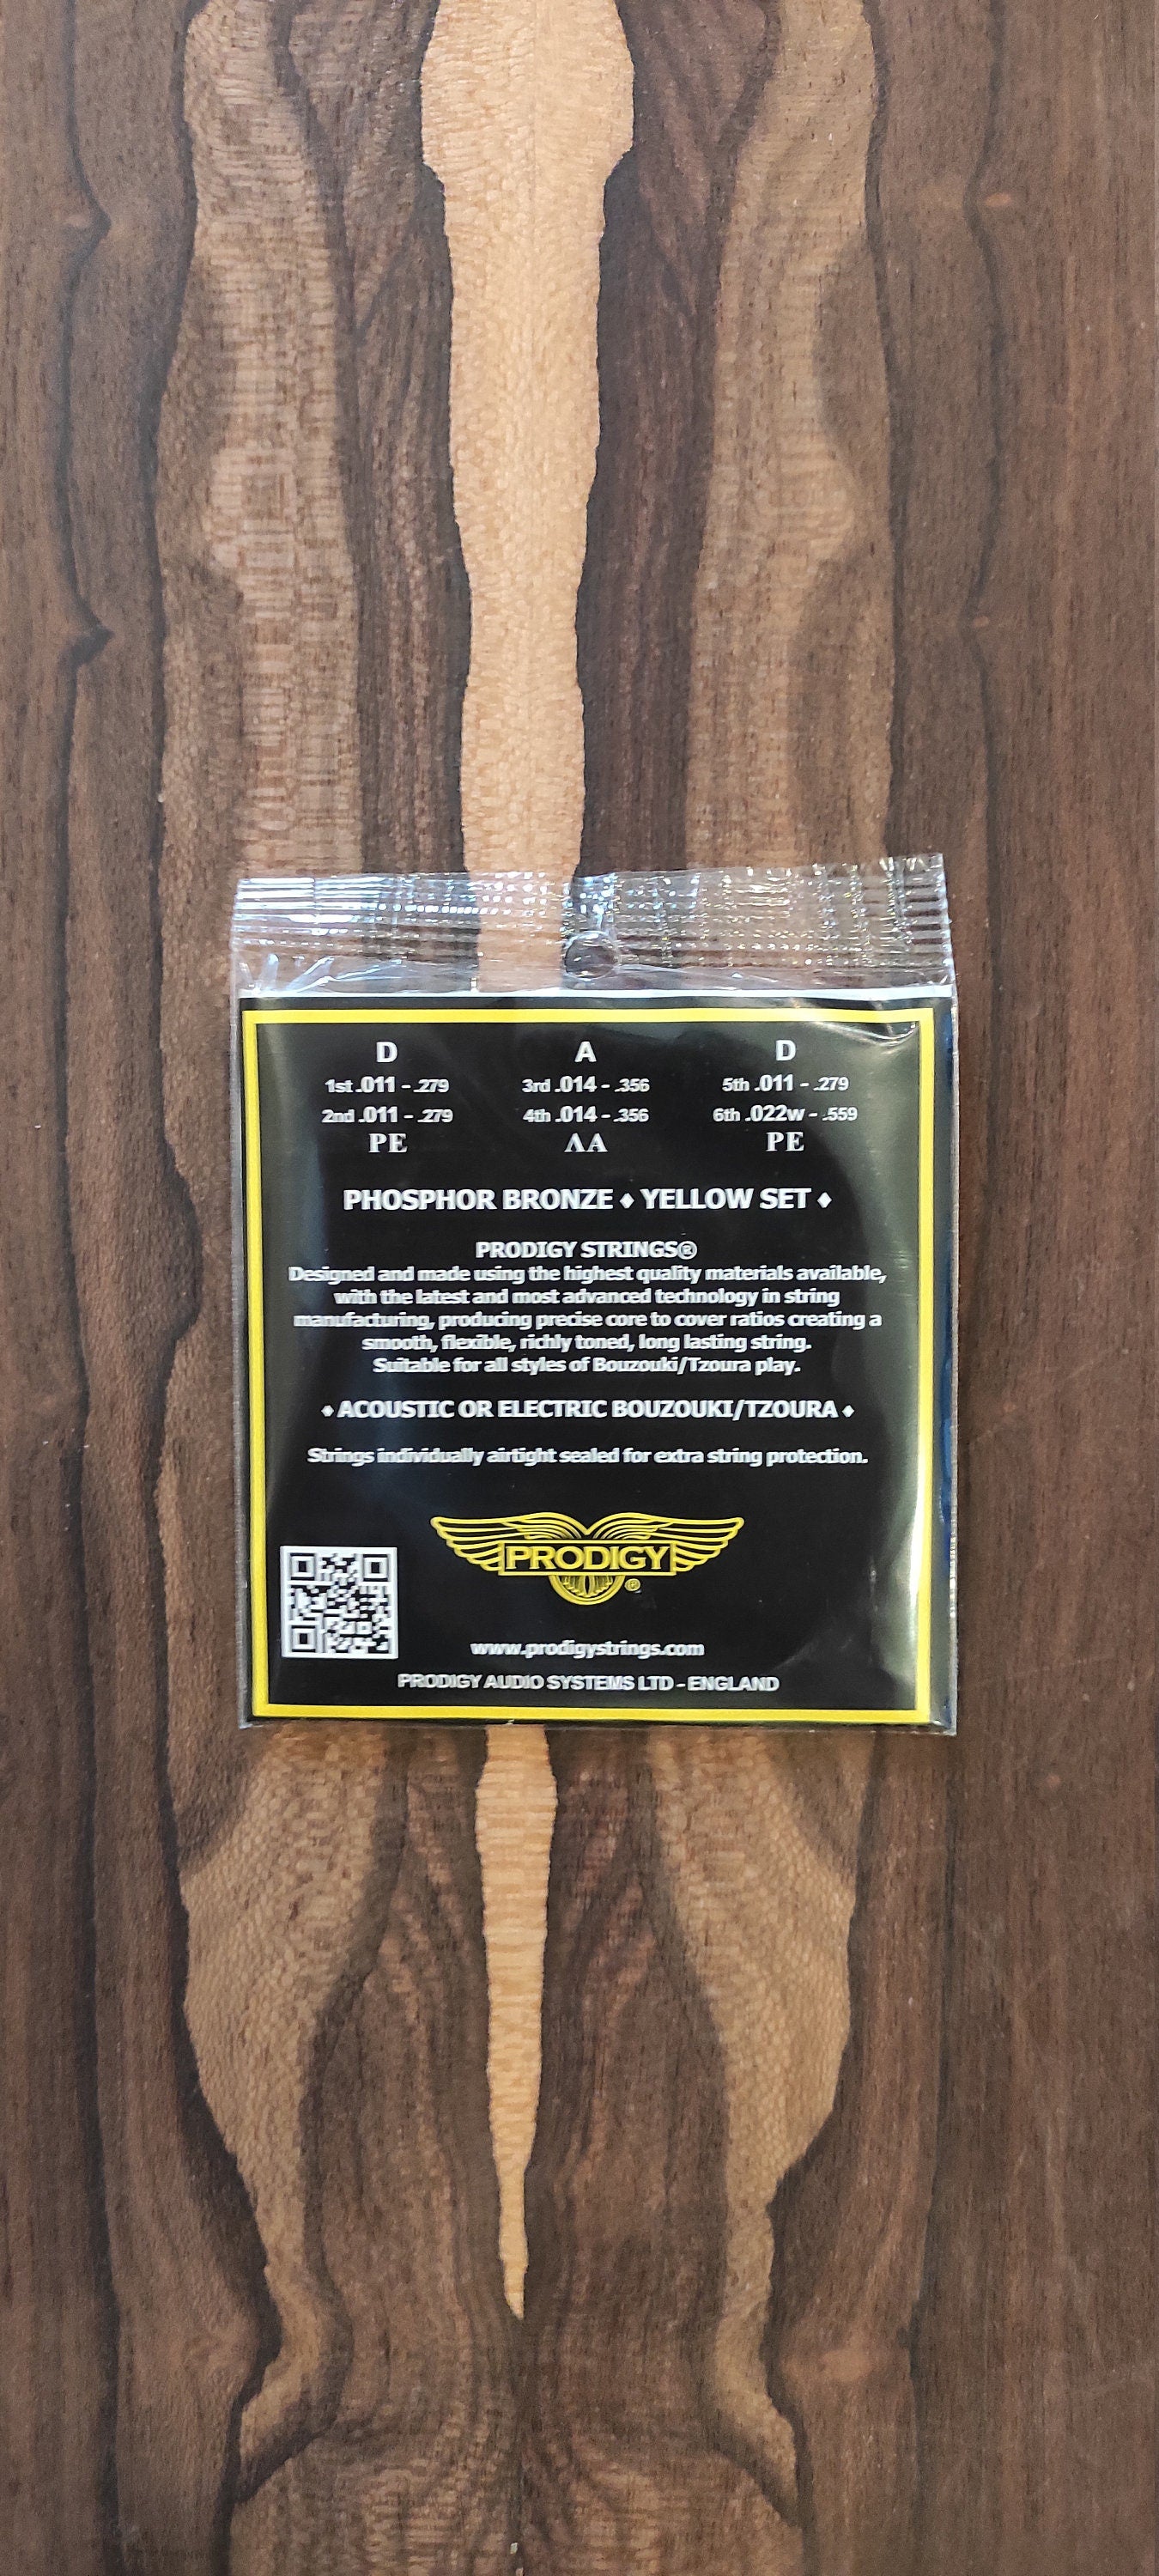 D A D
1st .011 - .279 3rd .014 - .356 5th .011 - .279
2nd .011 - .279 4th .014 - .356 6th .022w - .559
ΡΕ ΛΑ ΡΕ
PHOSPHOR BRONZE ♦ YELLOW SET ♦
PRODIGY STRINGS®
Designed and made using the highest quality materials available,
with the latest and most advanced technology in string
manufacturing, producing precise core to cover ratios creating a
smooth, flexible, richly toned, long lasting string.
Suitable for all styles of Bouzouki/Tzoura play.
♦ ACOUSTIC OR ELECTRIC BOUZOUKI/TZOURA ♦
Strings individually airtight sealed for extra string protection.
PRODIGY ®
www.prodigystrings.com
PRODIGY AUDIO SYSTEMS LTD - ENGLAND